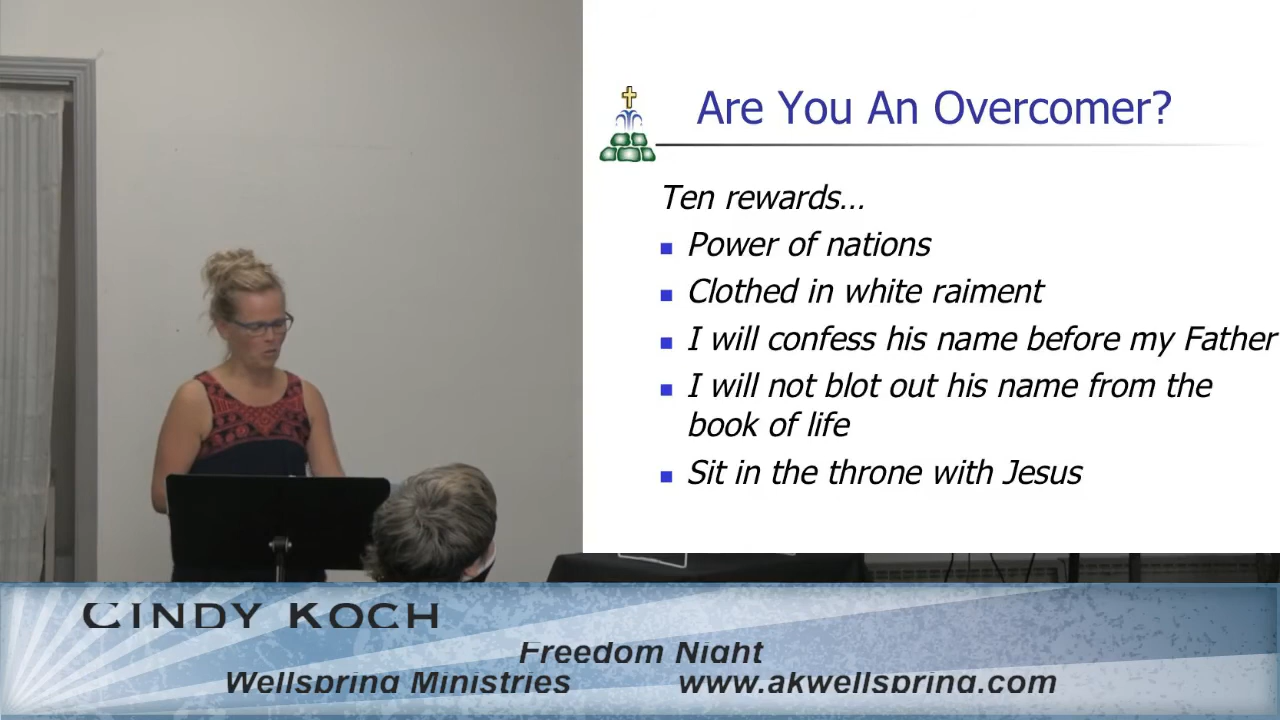 Are You An Overcomer?
Ten rewards...
Power of nations
Clothed in white raiment
I will confess his name before my Father
I will not blot out his name from the
book of life
Sit in the throne with Jesus
CINDY KOCH
Freedom Night
Wellspring Ministries www.akwellspring.com